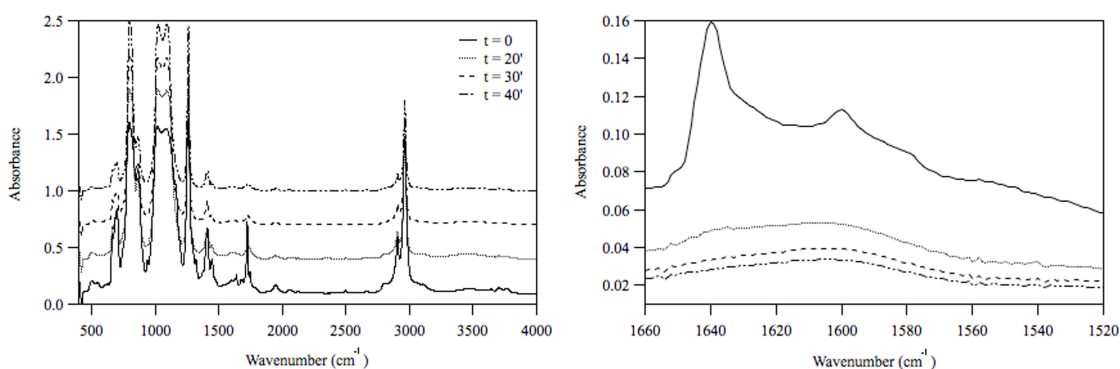 2.5
2.0
1.5
1.0
0.5
0.0
Absorbance
t = 0
t = 20'
t = 30'
t = 40'
500 1000 1500 2000 2500 3000 3500 4000
Wavenumber (cm⁻¹)
0.16
0.14
0.12
0.10
0.08
0.06
0.04
0.02
Absorbance
1660 1640 1620 1600 1580 1560 1540 1520
Wavenumber (cm⁻¹)